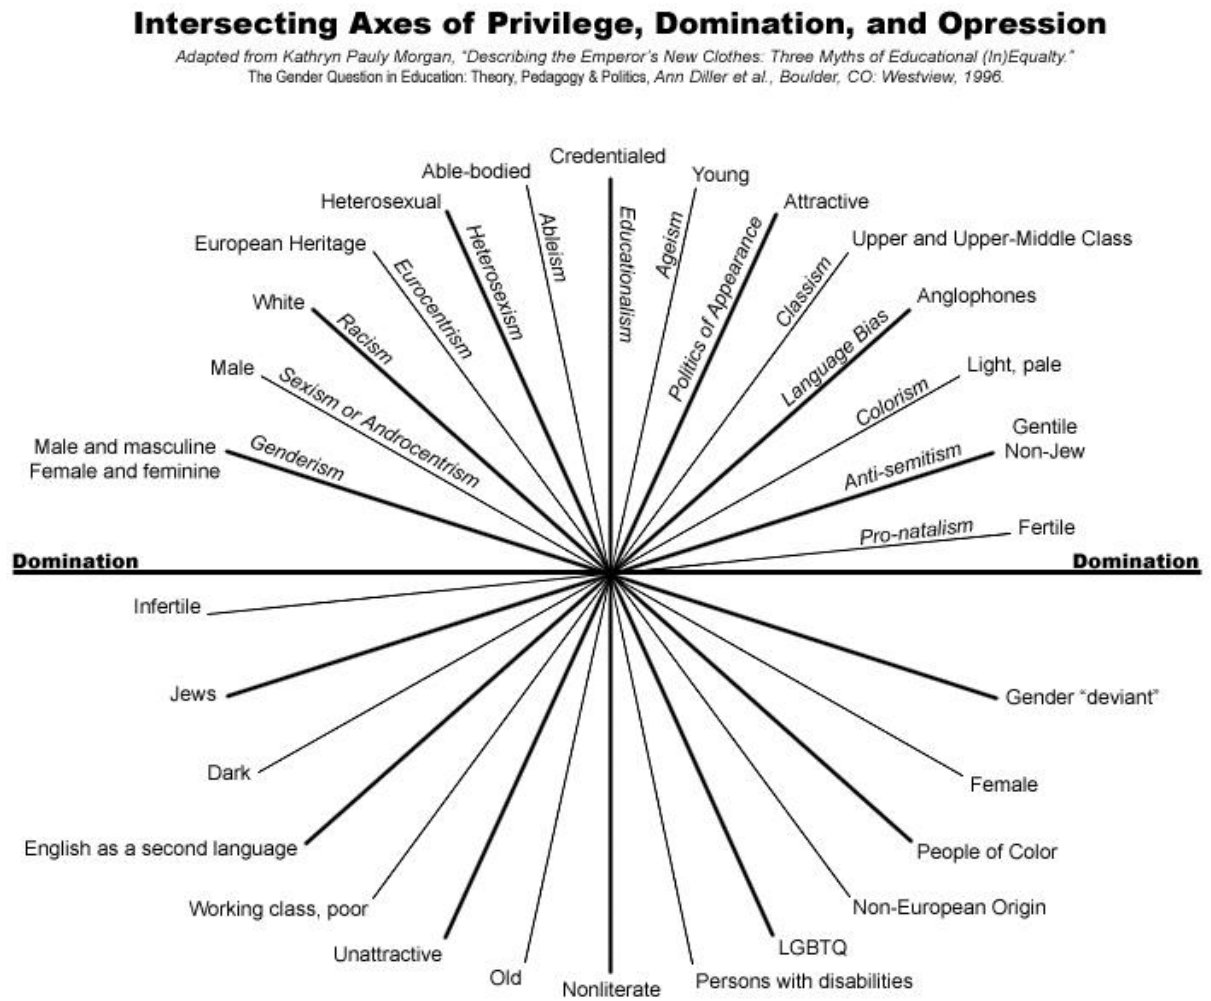 Intersecting Axes of Privilege, Domination, and Opression
Adapted from Kathryn Pauly Morgan, "Describing the Emperor's New Clothes: Three Myths of Educational (In)Equalty."
The Gender Question in Education: Theory, Pedagogy & Politics, Ann Diller et al., Boulder, CO: Westview, 1996.
Credentialed
Able-bodied
Young
Heterosexual
Attractive
European Heritage
Upper and Upper-Middle Class
White
Anglophones
Male
Light, pale
Male and masculine
Female and feminine
Gentile
Non-Jew
Fertile
Genderism
Sexism or Androcentrism
Racism
Eurocentrism
Heterosexism
Ableism
Educationalism
Ageism
Politics of Appearance
Classism
Language Bias
Colorism
Anti-semitism
Pro-natalism
Domination
Domination
Infertile
Jews
Gender “deviant”
Dark
Female
English as a second language
People of Color
Working class, poor
Non-European Origin
Unattractive
LGBTQ
Old
Persons with disabilities
Nonliterate